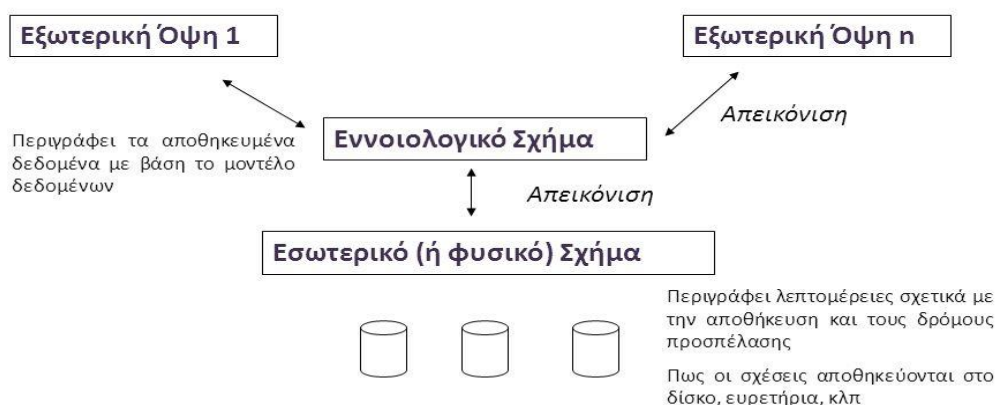 Εξωτερική Όψη 1
Εξωτερική Όψη n
Απεικόνιση
Εννοιολογικό Σχήμα
Περιγράφει τα αποθηκευμένα
δεδομένα με βάση το μοντέλο
δεδομένων
Απεικόνιση
Εσωτερικό (ή φυσικό) Σχήμα
Περιγράφει λεπτομέρειες σχετικά με
την αποθήκευση και τους δρόμους
προσπέλασης
Πως οι σχέσεις αποθηκεύονται στο
δίσκο, ευρετήρια, κλπ